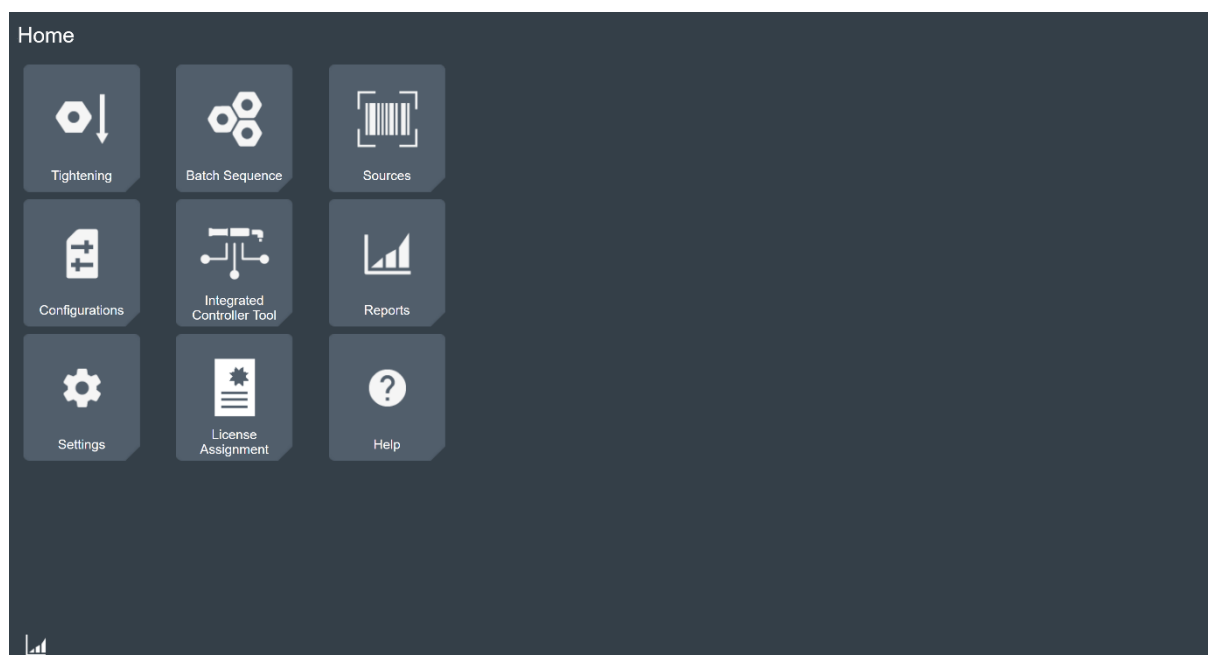 Home
Tightening
Batch Sequence
Sources
Configurations
Integrated
Controller Tool
Reports
Settings
License
Assignment
Help